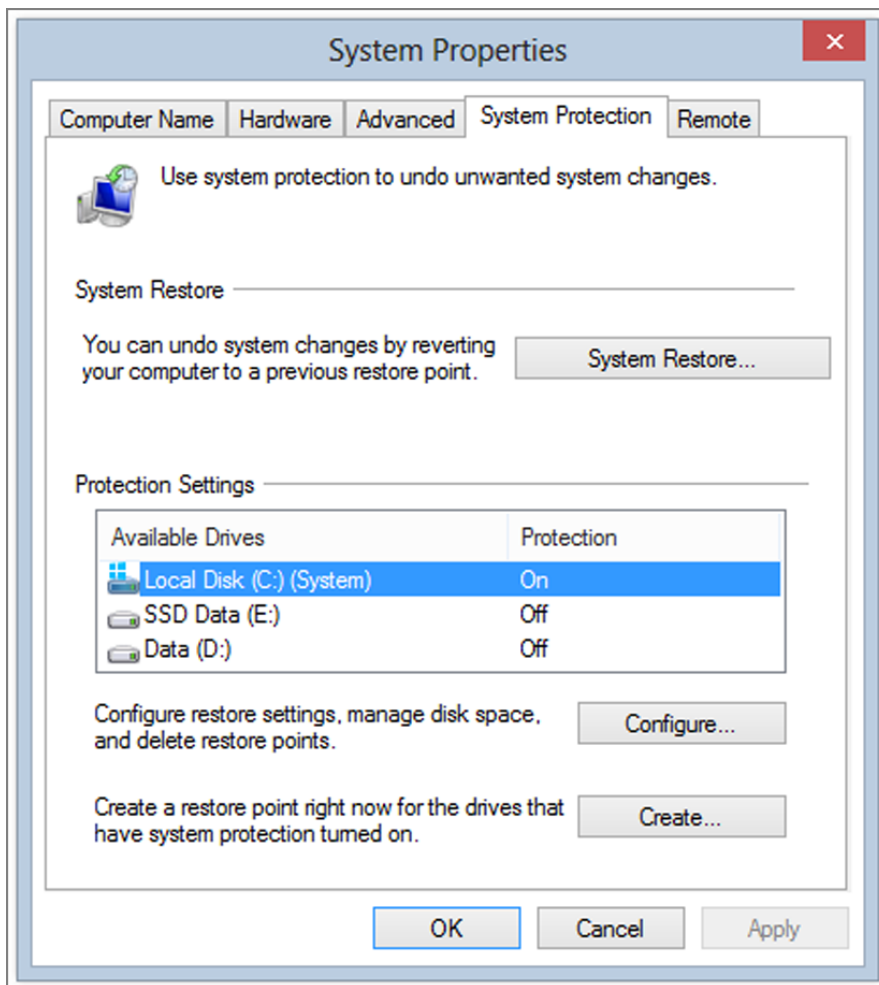 System Properties
Computer Name Hardware Advanced System Protection Remote
Use system protection to undo unwanted system changes.
System Restore
You can undo system changes by reverting
your computer to a previous restore point.
System Restore...
Protection Settings
Available Drives Protection
Local Disk (C:) (System) On
SSD Data (E:) Off
Data (D:) Off
Configure restore settings, manage disk space,
and delete restore points.
Configure...
Create a restore point right now for the drives that
have system protection turned on.
Create...
OK Cancel Apply